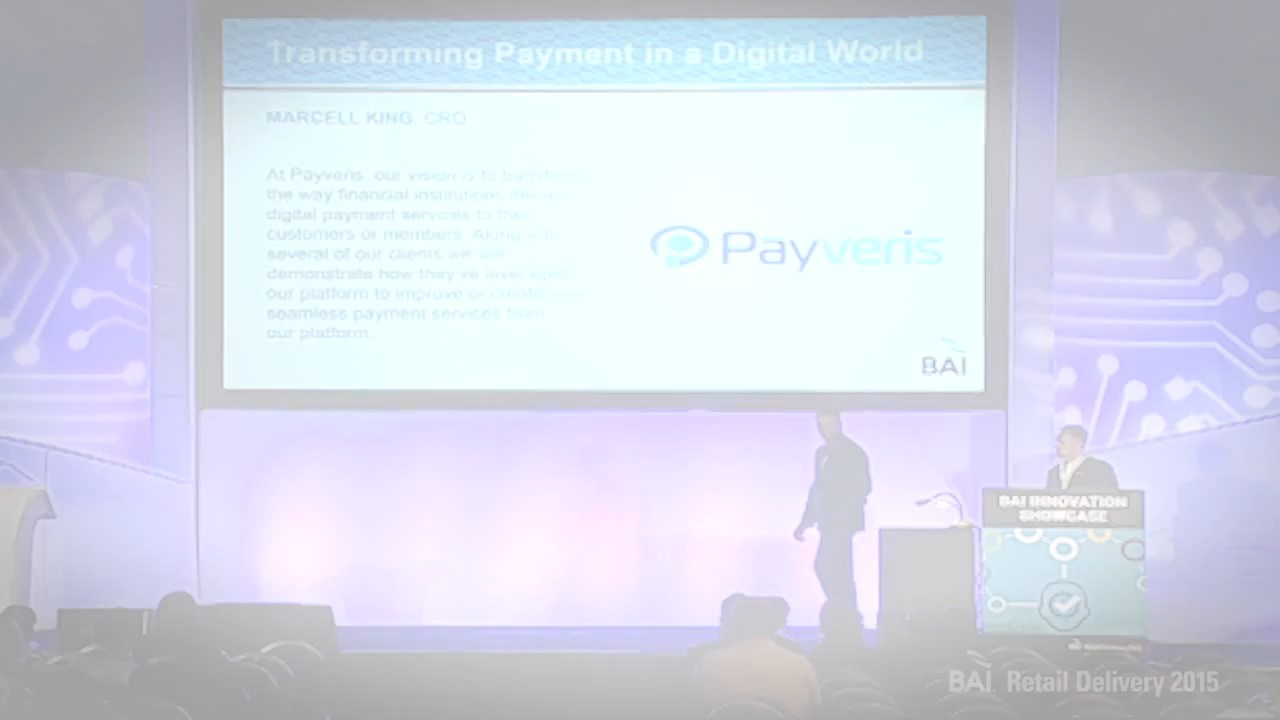 Transforming Payment in a Digital World
MARCELL KING, CRO
At Payveris, our vision is to transform
the way financial institutions deliver
digital payment services to their
customers or members. Along with
several of our clients we will
demonstrate how they've leveraged
our platform to improve or create new
seamless payment services from
our platform.
Payveris
BAI
BAI INNOVATION
SHOWCASE
BAI Retail Delivery 2015